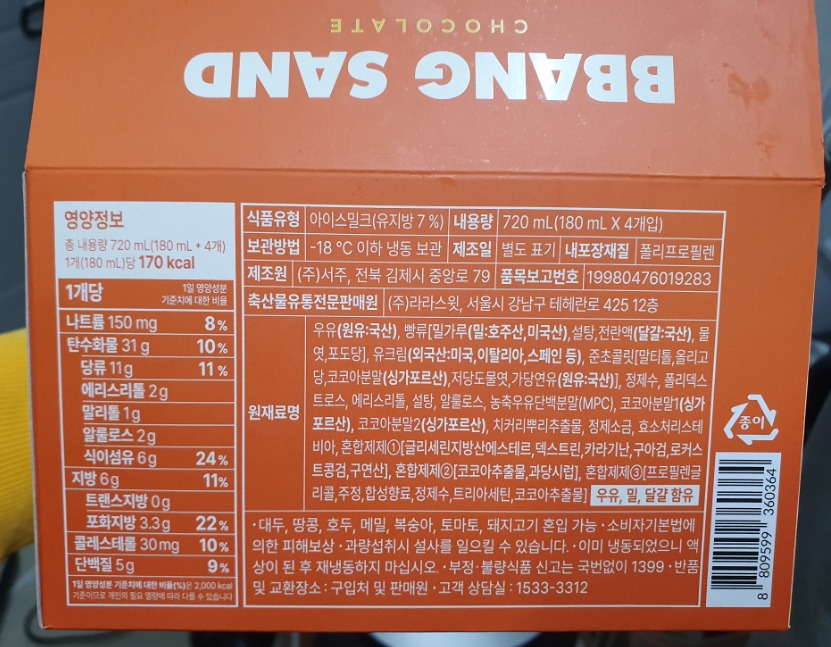 CHOCOLATE
BBANG SAND
영양정보
총 내용량 720 mL(180 mL * 4개)
1개(180 mL)당 170 kcal
1개당 1일 영양성분
기준치에 대한 비율
나트륨 150 mg 8%
탄수화물 31 g 10%
당류 11 g 11%
에리스리톨 2 g
말리톨 1 g
알룰로스 2 g
식이섬유 6 g 24%
지방 6 g 11%
트랜스지방 0 g
포화지방 3.3 g 22%
콜레스테롤 30 mg 10%
단백질 5 g 9%
1일 영양성분 기준치에 대한 비율(%)은 2,000 kcal
기준이므로 개인의 필요 열량에 따라 다를 수 있습니다
식품유형 아이스밀크(유지방 7 %) 내용량 720 mL(180 mL X 4개입)
보관방법 -18 ℃ 이하 냉동 보관 제조일 별도 표기 내포장재질 폴리프로필렌
제조원 (주)서주, 전북 김제시 중앙로 79 품목보고번호 19980476019283
축산물유통전문판매원 (주)라라스윗, 서울시 강남구 테헤란로 425 12층
원재료명
우유(원유:국산), 빵류[밀가루(밀:호주산,미국산),설탕,전란액(달걀:국산), 물
엿,포도당], 유크림(외국산:미국,이탈리아,스페인 등), 준초콜릿[말티톨,올리고
당,코코아분말(싱가포르산),저당도물엿,가당연유(원유:국산)], 정제수, 폴리덱스
트로스, 에리스리톨, 설탕, 알룰로스, 농축우유단백분말(MPC), 코코아분말1(싱가
포르산), 코코아분말2(싱가포르산), 치커리뿌리추출물, 정제소금, 효소처리스테
비아, 혼합제제①[글리세린지방산에스테르,덱스트린,카라기난,구아검,로커스
트콩검,구연산], 혼합제제②[코코아추출물,과당시럽], 혼합제제③[프로필렌글
리콜,주정,합성향료,정제수,트리아세틴,코코아추출물] 우유, 밀, 달걀 함유
·대두, 땅콩, 호두, 메밀, 복숭아, 토마토, 돼지고기 혼입 가능 ·소비자기본법에
의한 피해보상 ·과량섭취시 설사를 일으킬 수 있습니다. ·이미 냉동되었으니 액
상이 된 후 재냉동하지 마십시오. ·부정·불량식품 신고는 국번없이 1399 ·반품
및 교환장소 : 구입처 및 판매원 ·고객 상담실 : 1533-3312
종이
8 809599 360364